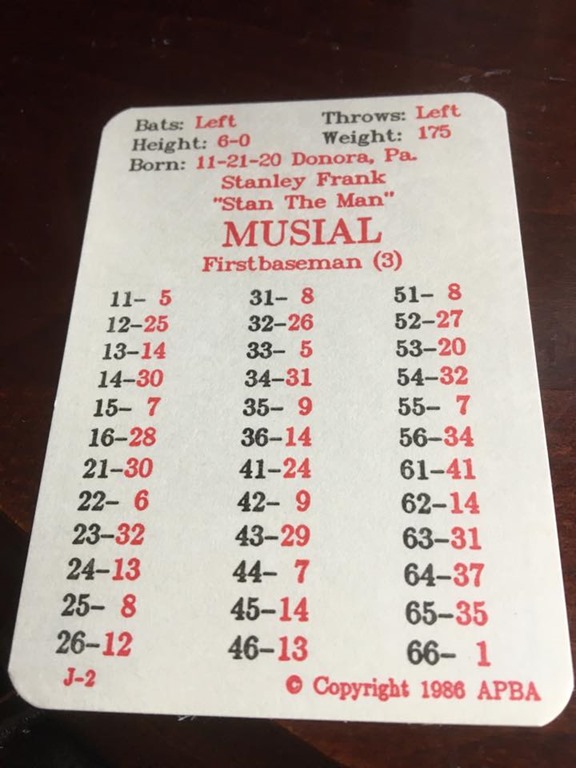 Bats: Left Throws: Left
Height: 6-0 Weight: 175
Born: 11-21-20 Donora, Pa.
Stanley Frank
"Stan The Man"
MUSIAL
Firstbaseman (3)
11- 5 31- 8 51- 8
12-25 32-26 52-27
13-14 33- 5 53-20
14-30 34-31 54-32
15- 7 35- 9 55- 7
16-28 36-14 56-34
21-30 41-24 61-41
22- 6 42- 9 62-14
23-32 43-29 63-31
24-13 44- 7 64-37
25- 8 45-14 65-35
26-12 46-13 66- 1
J-2 © Copyright 1986 APBA